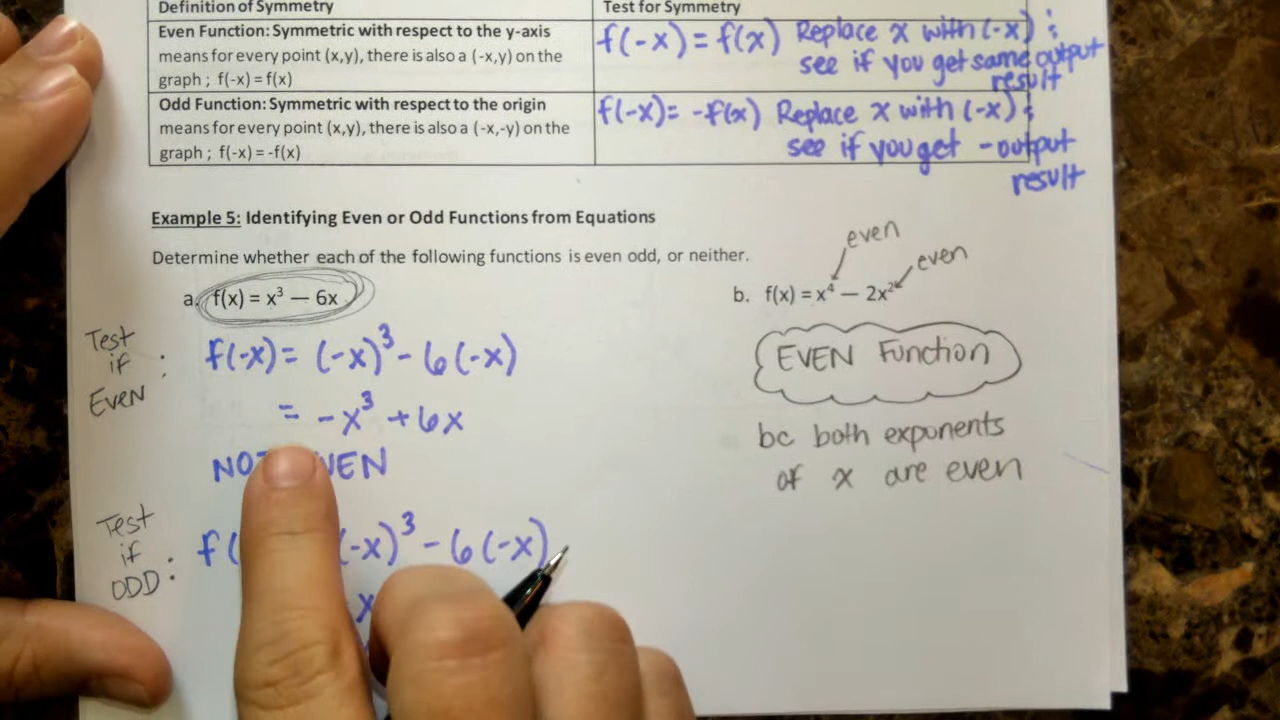 Definition of Symmetry
Test for Symmetry
Even Function: Symmetric with respect to the y-axis
means for every point (x,y), there is also a (-x,y) on the
graph ; f(-x) = f(x)
f(-x) = f(x) Replace x with (-x) ;
see if you get same output
result
Odd Function: Symmetric with respect to the origin
means for every point (x,y), there is also a (-x,-y) on the
graph ; f(-x) = -f(x)
f(-x) = -f(x) Replace x with (-x) ;
see if you get -output
result
Example 5: Identifying Even or Odd Functions from Equations
Determine whether each of the following functions is even odd, or neither.
a. f(x) = x³ — 6x
Test
if
EVEN :
f(-x) = (-x)³ - 6(-x)
= -x³ + 6x
Test
if
ODD :
(-x)³ - 6(-x)
x
even
even
b. f(x) = x⁴ — 2x²
EVEN Function
bc both exponents
of x are even